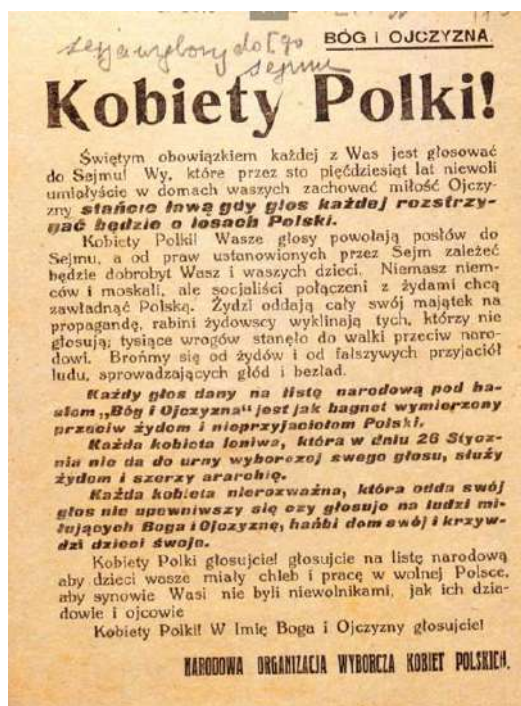 BÓG I OJCZYZNA.
wybory do I go
sejmu
Kobiety Polki!
Świętym obowiązkiem każdej z Was jest głosować
do Sejmu! Wy, które przez sto pięćdziesiąt lat niewoli
umiałyście w domach waszych zachować miłość Ojczy-
zny stańcie ławą gdy głos każdej rozstrzy-
gać będzie o losach Polski.
Kobiety Polki! Wasze głosy powołają posłów do
Sejmu, a od praw ustanowionych przez Sejm zależeć
będzie dobrobyt Wasz i waszych dzieci. Niemasz niem-
ców i moskali, ale socjaliści połączeni z żydami chcą
zawładnąć Polską. Żydzi oddają cały swój majątek na
propagandę, rabini żydowscy wyklinają tych, którzy nie
głosują; tysiące wrogów stanęło do walki przeciw naro-
dowi. Brońmy się od żydów i od fałszywych przyjaciół
ludu, sprowadzających głód i bezład.
Każdy głos dany na listę narodową pod ha-
słem „Bóg i Ojczyzna“ jest jak bagnet wymierzony
przeciw żydom i nieprzyjaciołom Polski.
Każda kobieta leniwa, która w dniu 26 Stycz-
nia nie da do urny wyborczej swego głosu, służy
żydom i szerzy ararchię.
Każda kobieta nierozważna, która odda swój
głos nie upewniwszy się czy głosuje na ludzi mi-
łujących Boga i Ojczyznę, hańbi dom swój i krzyw-
dzi dzieci swoje.
Kobiety Polki głosujcie! głosujcie na listę narodową
aby dzieci wasze miały chleb i pracę w wolnej Polsce,
aby synowie Wasi nie byli niewolnikami, jak ich dzia-
dowie i ojcowie
Kobiety Polki! W Imię Boga i Ojczyzny głosujcie!
NARODOWA ORGANIZACJA WYBORCZA KOBIET POLSKICH.